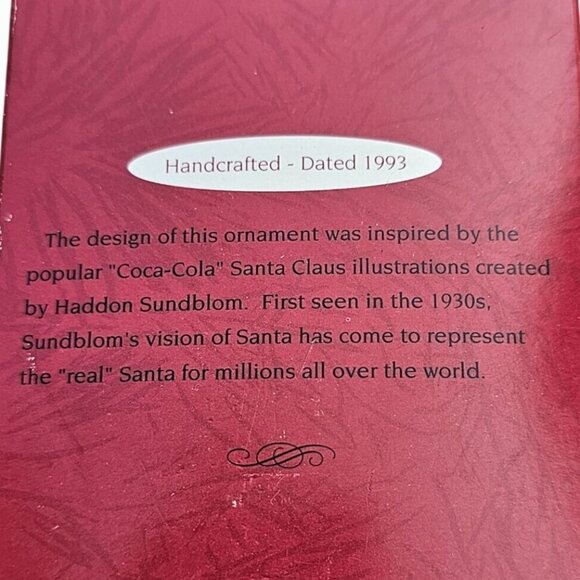 Handcrafted - Dated 1993
The design of this ornament was inspired by the
popular "Coca-Cola" Santa Claus illustrations created
by Haddon Sundblom. First seen in the 1930s,
Sundblom's vision of Santa has come to represent
the "real" Santa for millions all over the world.